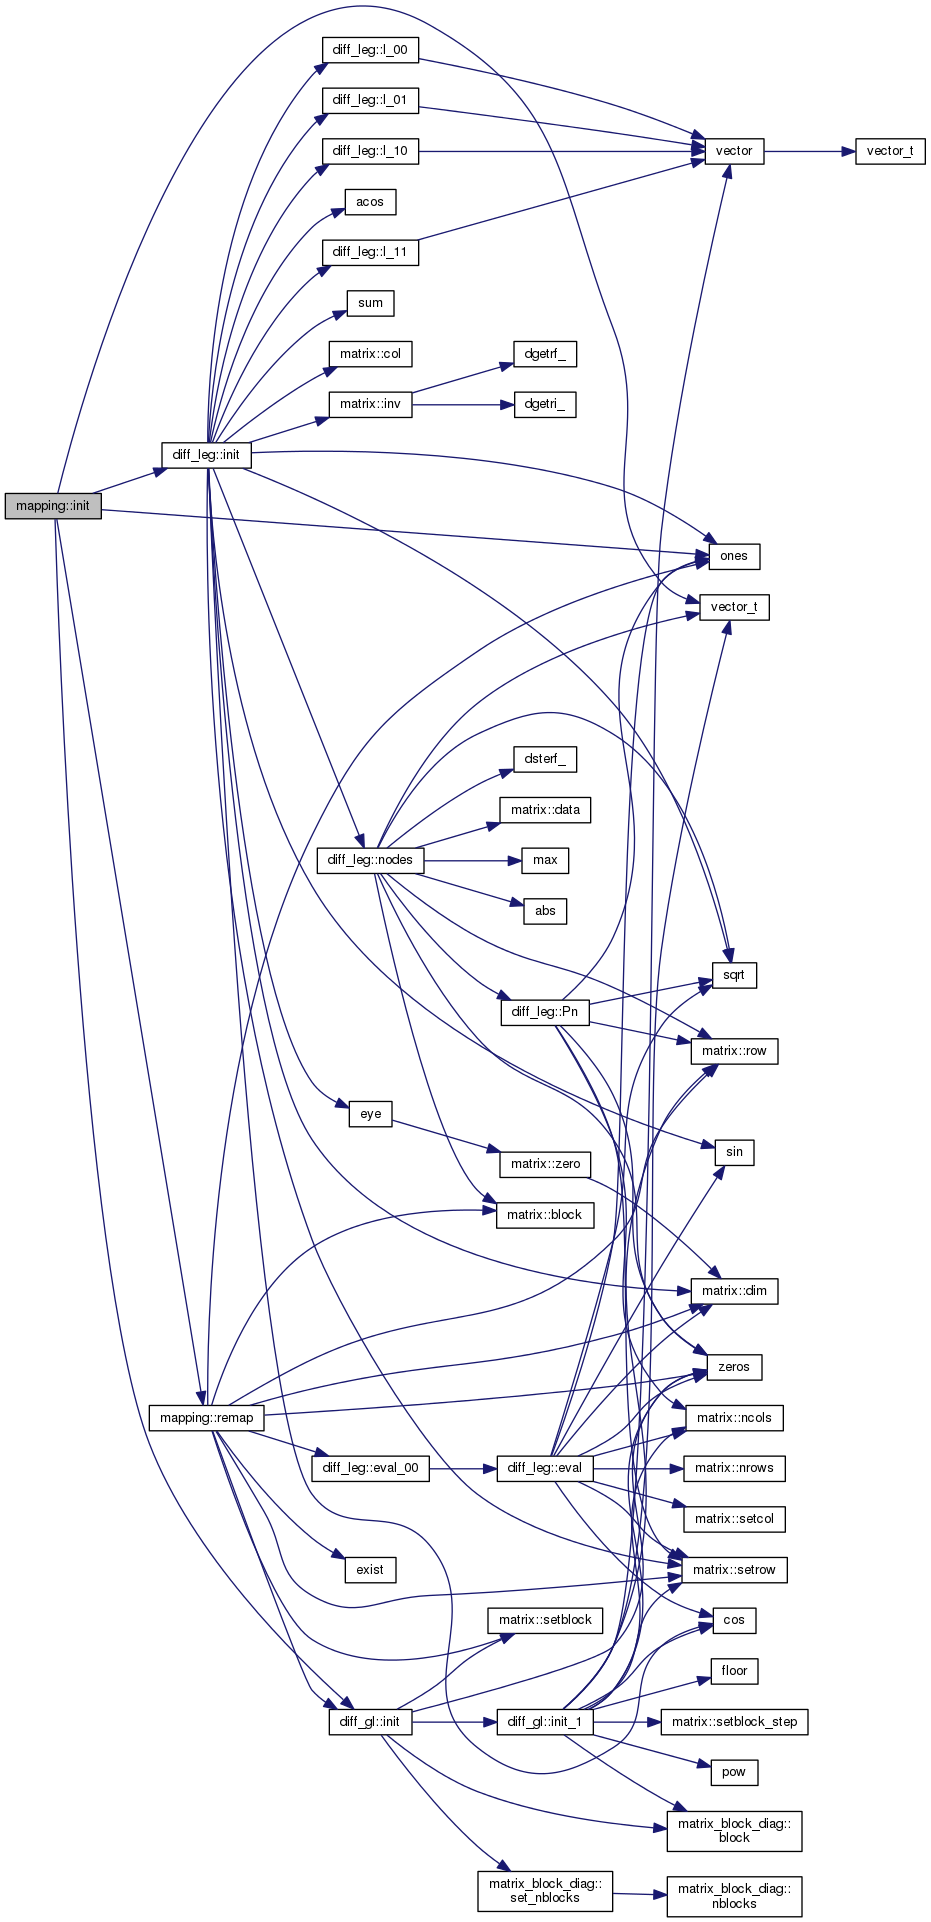 diff_leg::l_00
diff_leg::l_01
diff_leg::l_10
vector
vector_t
acos
diff_leg::l_11
sum
matrix::col
dgetrf_
matrix::inv
dgetri_
diff_leg::init
mapping::init
ones
vector_t
dsterf_
matrix::data
diff_leg::nodes
max
abs
sqrt
diff_leg::Pn
matrix::row
eye
sin
matrix::zero
matrix::block
matrix::dim
zeros
mapping::remap
matrix::ncols
diff_leg::eval_00
diff_leg::eval
matrix::nrows
matrix::setcol
exist
matrix::setrow
matrix::setblock
cos
floor
diff_gl::init
diff_gl::init_1
matrix::setblock_step
pow
matrix_block_diag::
block
matrix_block_diag::
set_nblocks
matrix_block_diag::
nblocks